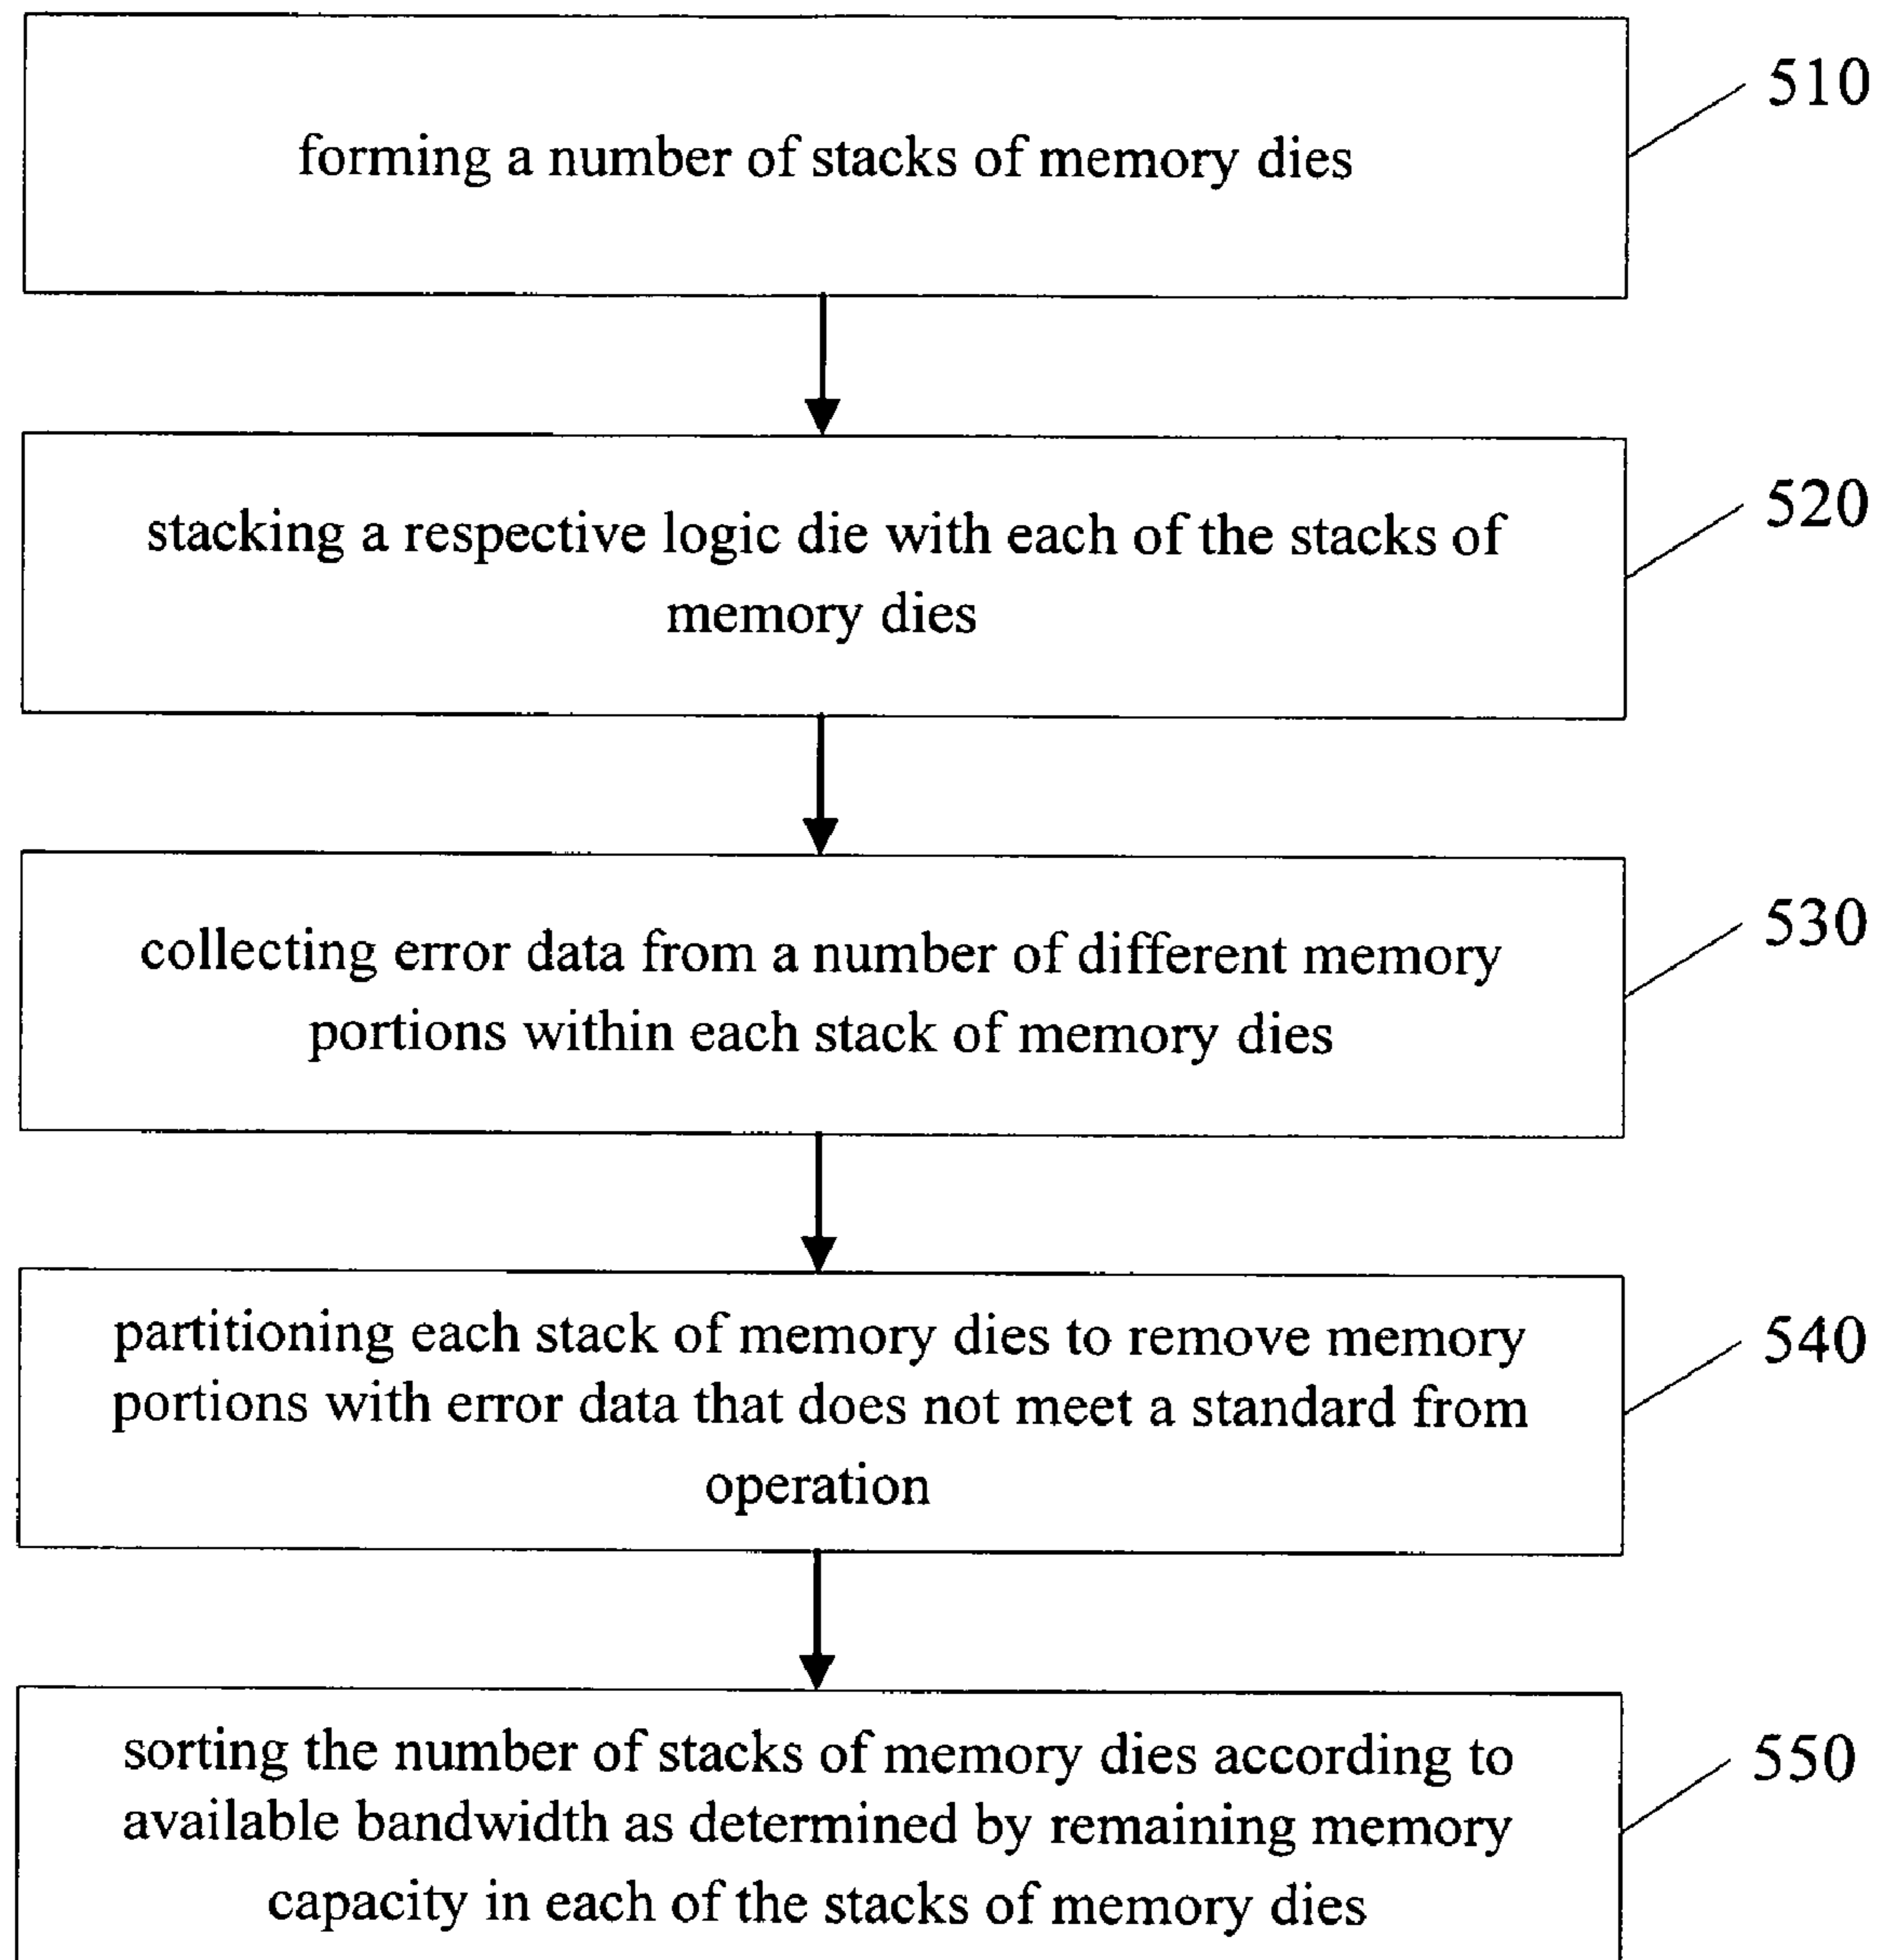 forming a number of stacks of memory dies
510
stacking a respective logic die with each of the stacks of
memory dies
520
collecting error data from a number of different memory
portions within each stack of memory dies
530
partitioning each stack of memory dies to remove memory
portions with error data that does not meet a standard from
operation
540
sorting the number of stacks of memory dies according to
available bandwidth as determined by remaining memory
capacity in each of the stacks of memory dies
550